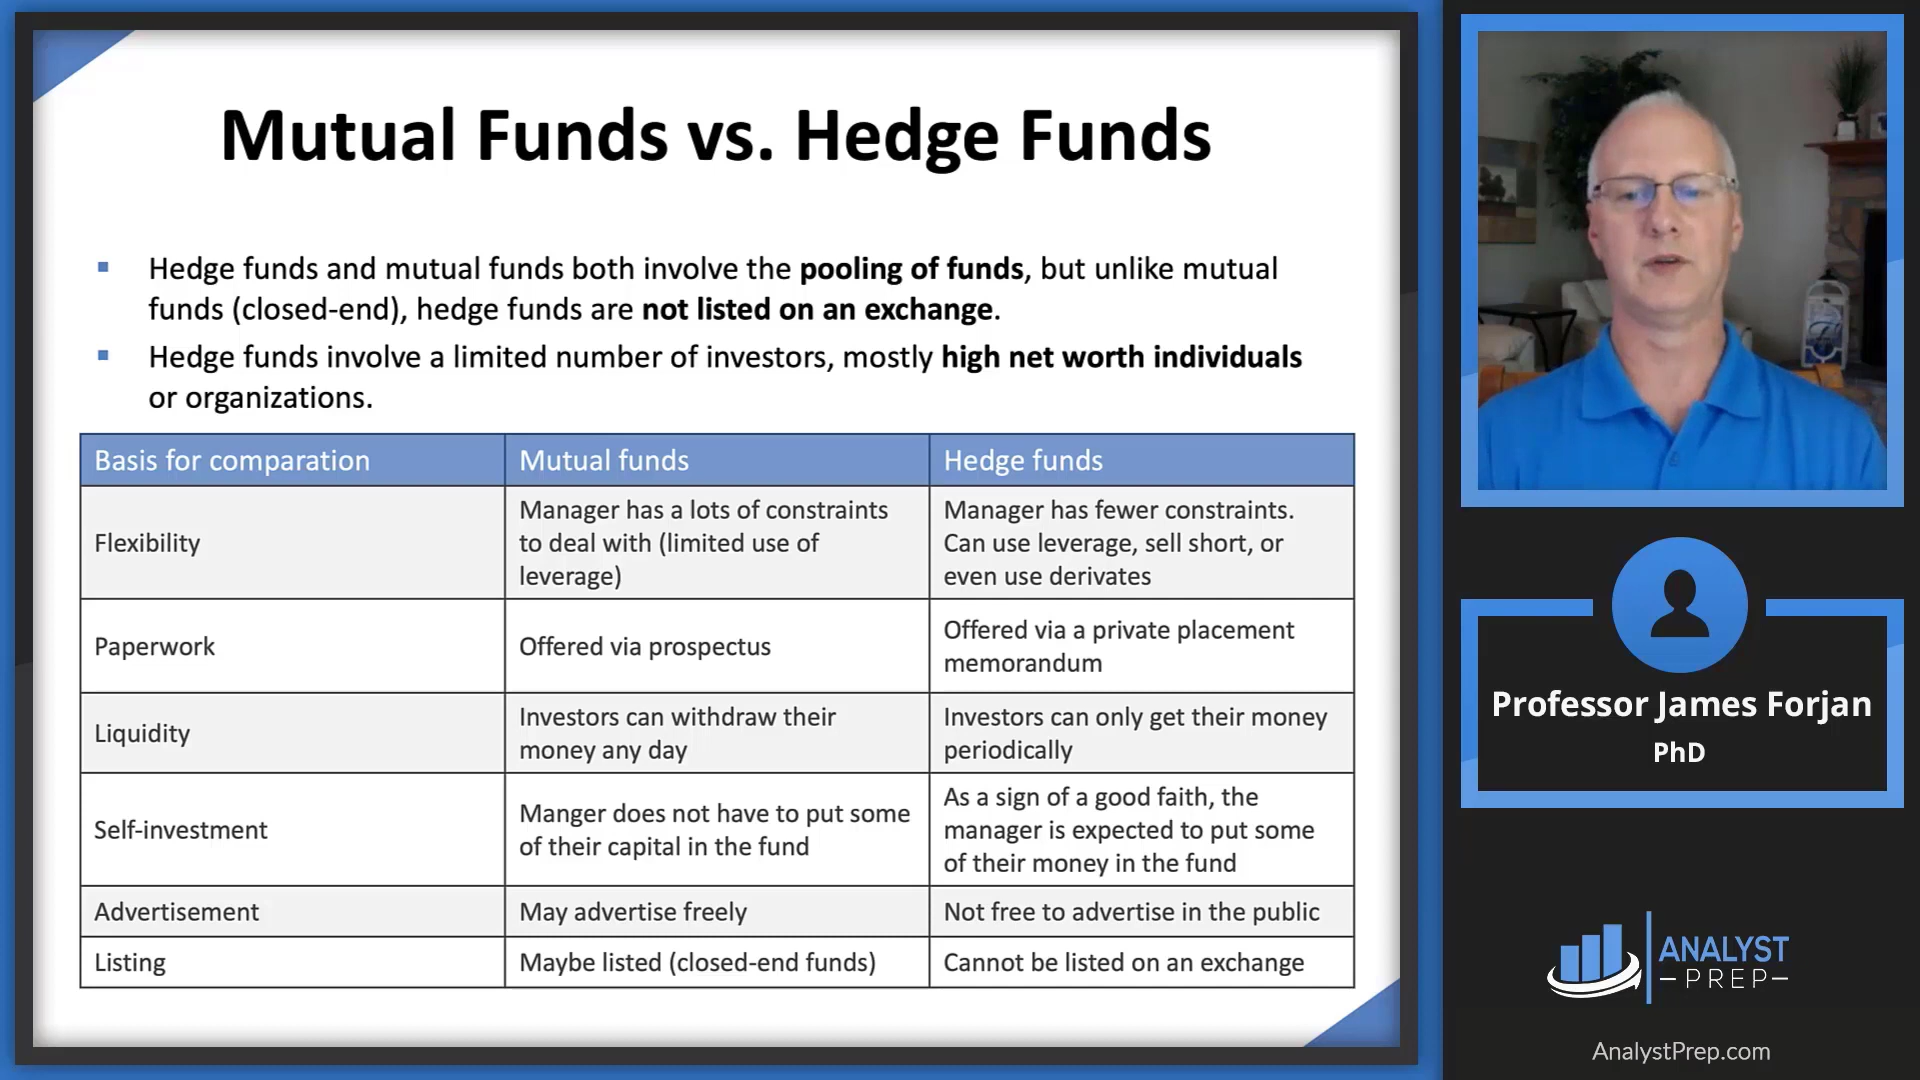 Mutual Funds vs. Hedge Funds
Hedge funds and mutual funds both involve the pooling of funds, but unlike mutual
funds (closed-end), hedge funds are not listed on an exchange.
Hedge funds involve a limited number of investors, mostly high net worth individuals
or organizations.
Basis for comparation
Mutual funds
Hedge funds
Flexibility
Manager has a lots of constraints
to deal with (limited use of
leverage)
Manager has fewer constraints.
Can use leverage, sell short, or
even use derivates
Paperwork
Offered via prospectus
Offered via a private placement
memorandum
Liquidity
Investors can withdraw their
money any day
Investors can only get their money
periodically
Self-investment
Manger does not have to put some
of their capital in the fund
As a sign of a good faith, the
manager is expected to put some
of their money in the fund
Advertisement
May advertise freely
Not free to advertise in the public
Listing
Maybe listed (closed-end funds)
Cannot be listed on an exchange
Professor James Forjan
PhD
ANALYST
PREP
AnalystPrep.com